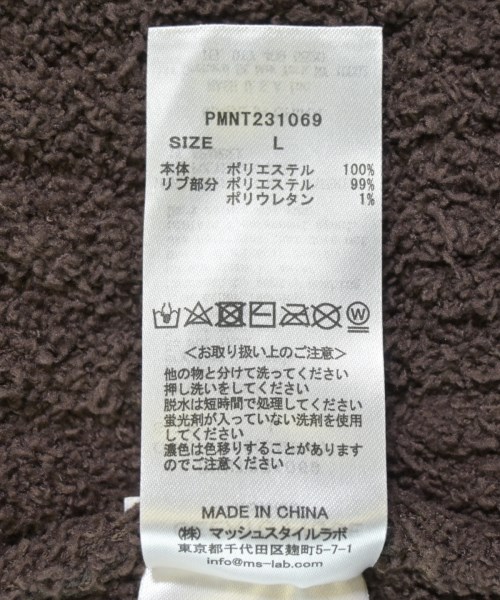 PMNT231069
SIZE L
本体 ポリエステル 100%
リブ部分 ポリエステル 99%
ポリウレタン 1%
W
<お取り扱い上のご注意>
他の物と分けて洗ってください
押し洗いをしてください
脱水は短時間で処理してください
蛍光剤が入っていない洗剤を使用
してください
濃色は色移りすることがあります
のでご注意ください
MADE IN CHINA
㈱マッシュスタイルラボ
東京都千代田区麹町5-7-1
info@ms-lab.com